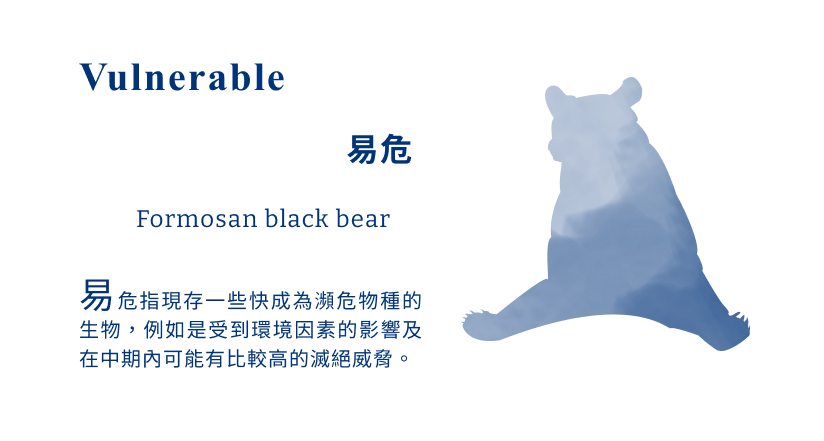 Vulnerable
易危
Formosan black bear
易危指現存一些快成為瀕危物種的
生物，例如是受到環境因素的影響及
在中期內可能有比較高的滅絕威脅。